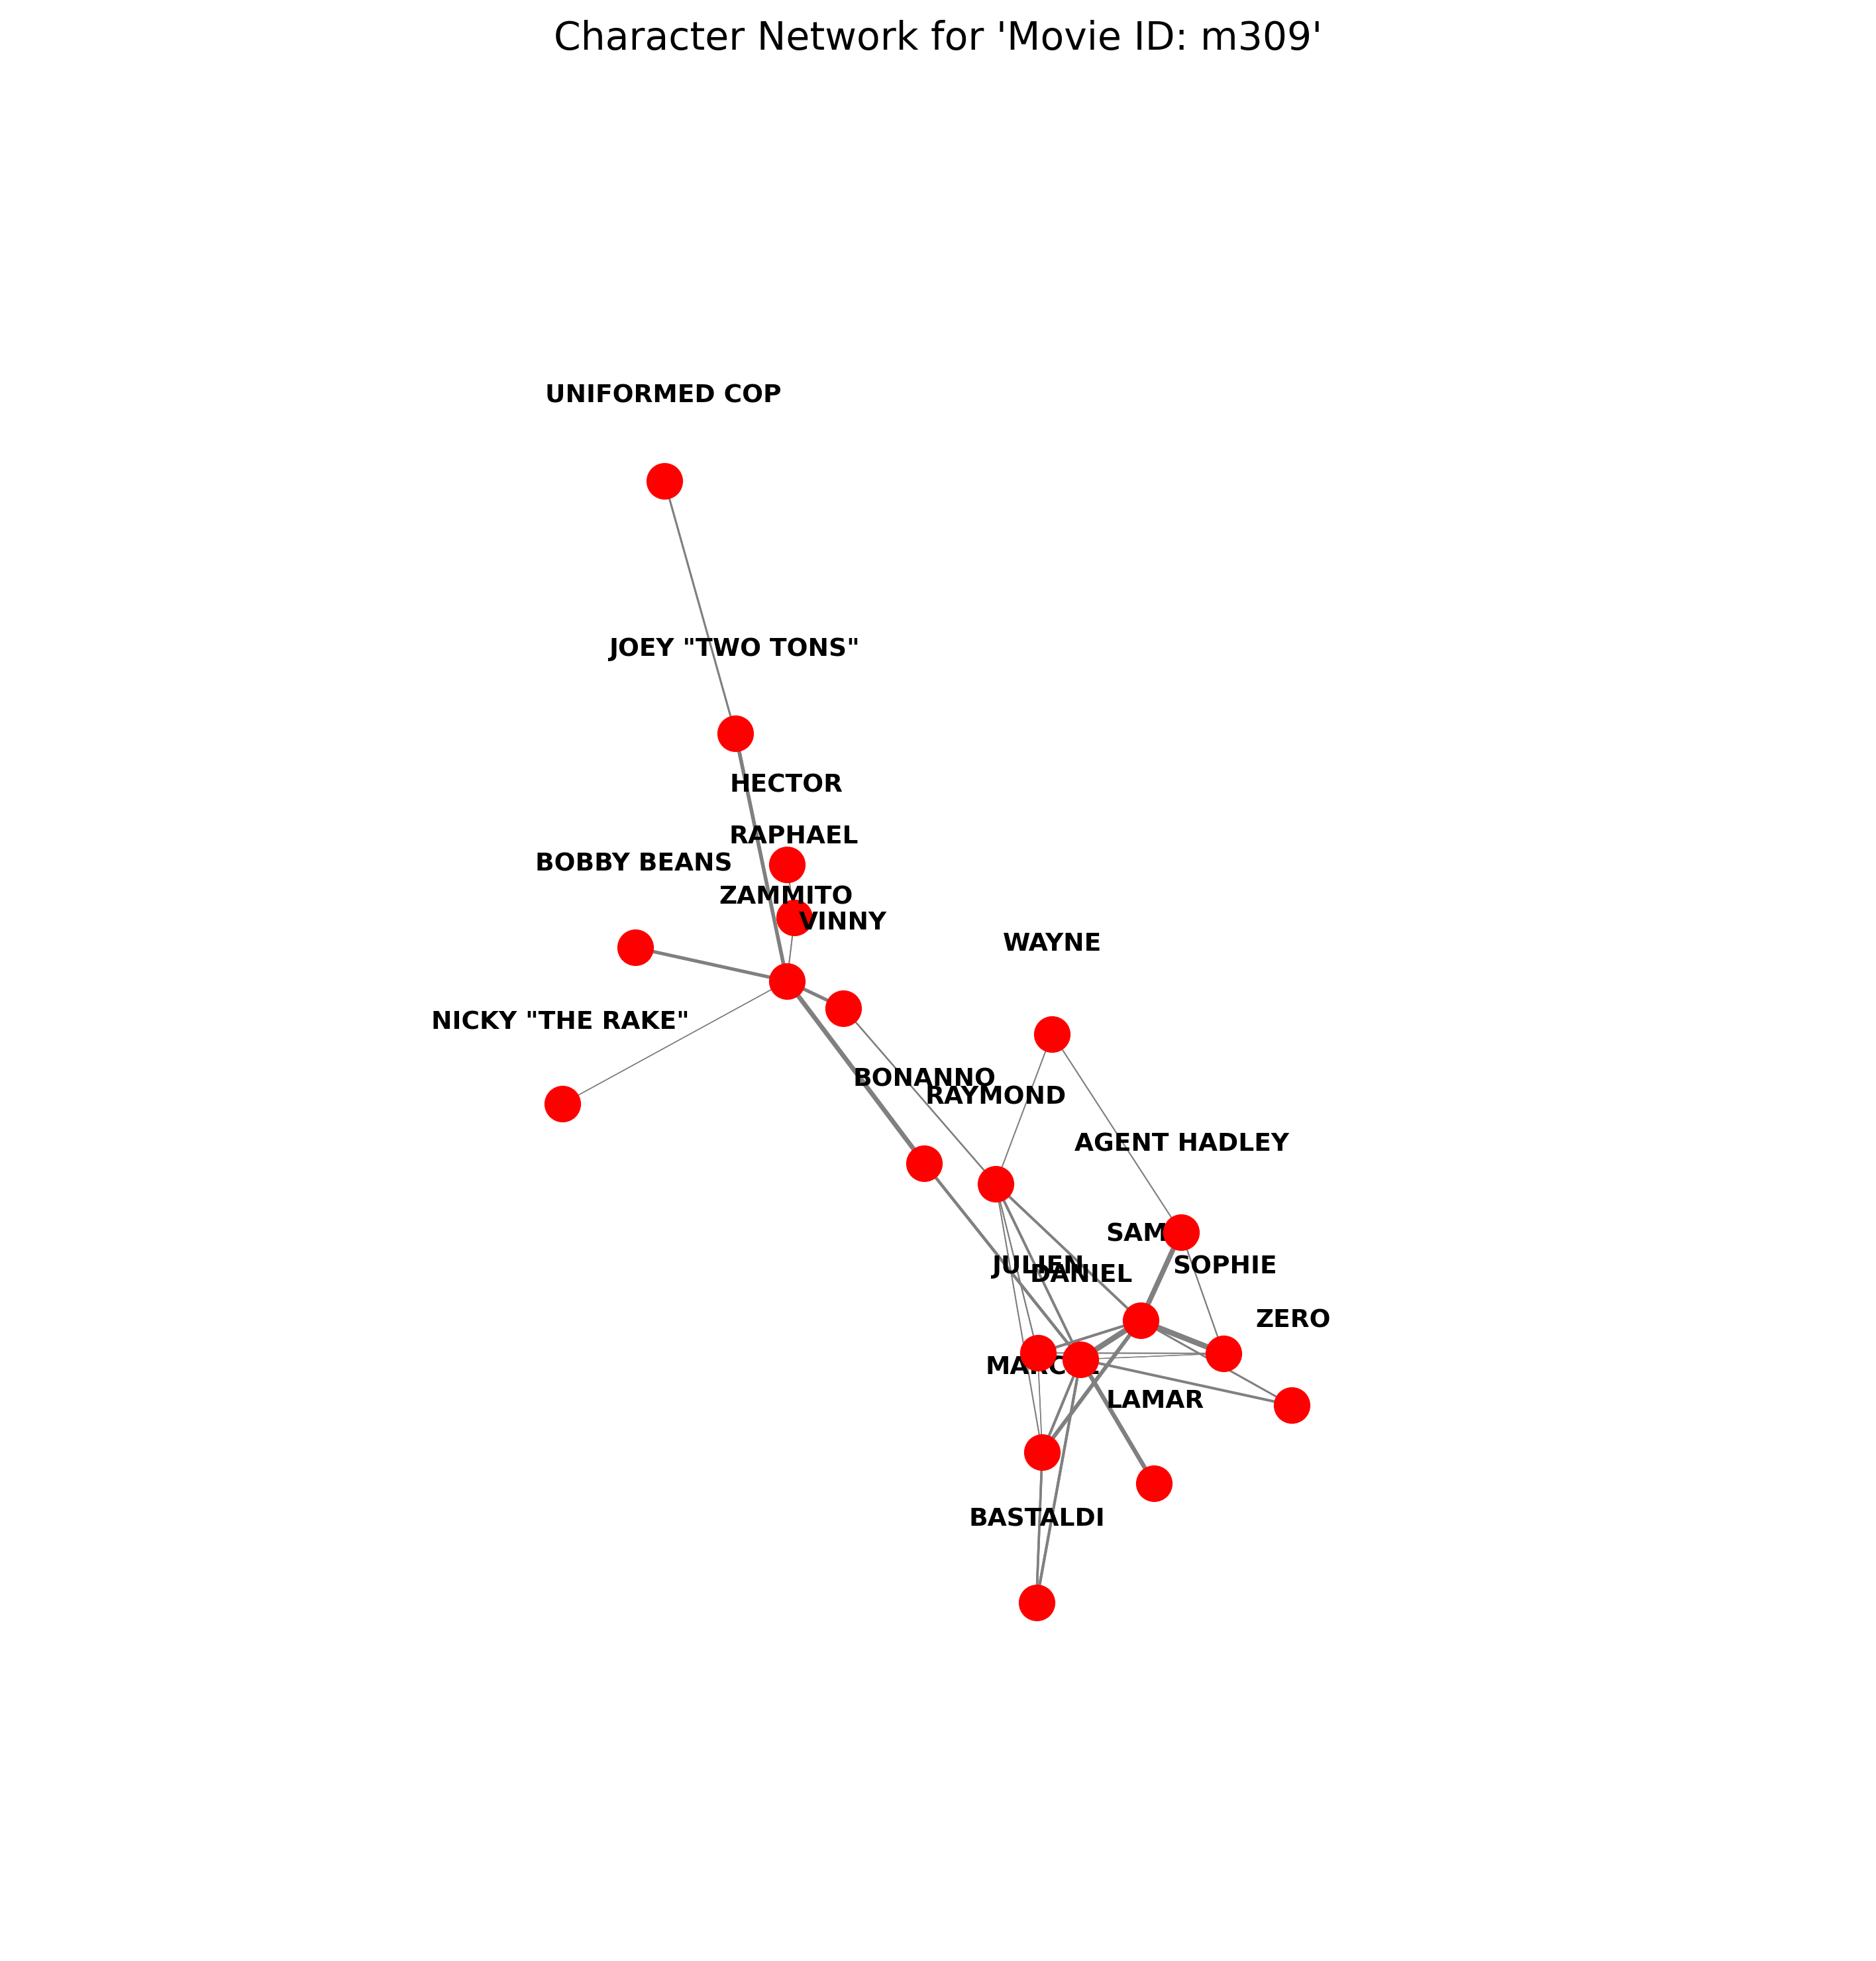 Character Network for 'Movie ID: m309'
UNIFORMED COP
JOEY "TWO TONS"
HECTOR
RAPHAEL
BOBBY BEANS
ZAMMITO
VINNY
WAYNE
NICKY "THE RAKE"
BONANNO
RAYMOND
AGENT HADLEY
SAM
JULIEN
SOPHIE
DANIEL
ZERO
MARCEL
LAMAR
BASTALDI